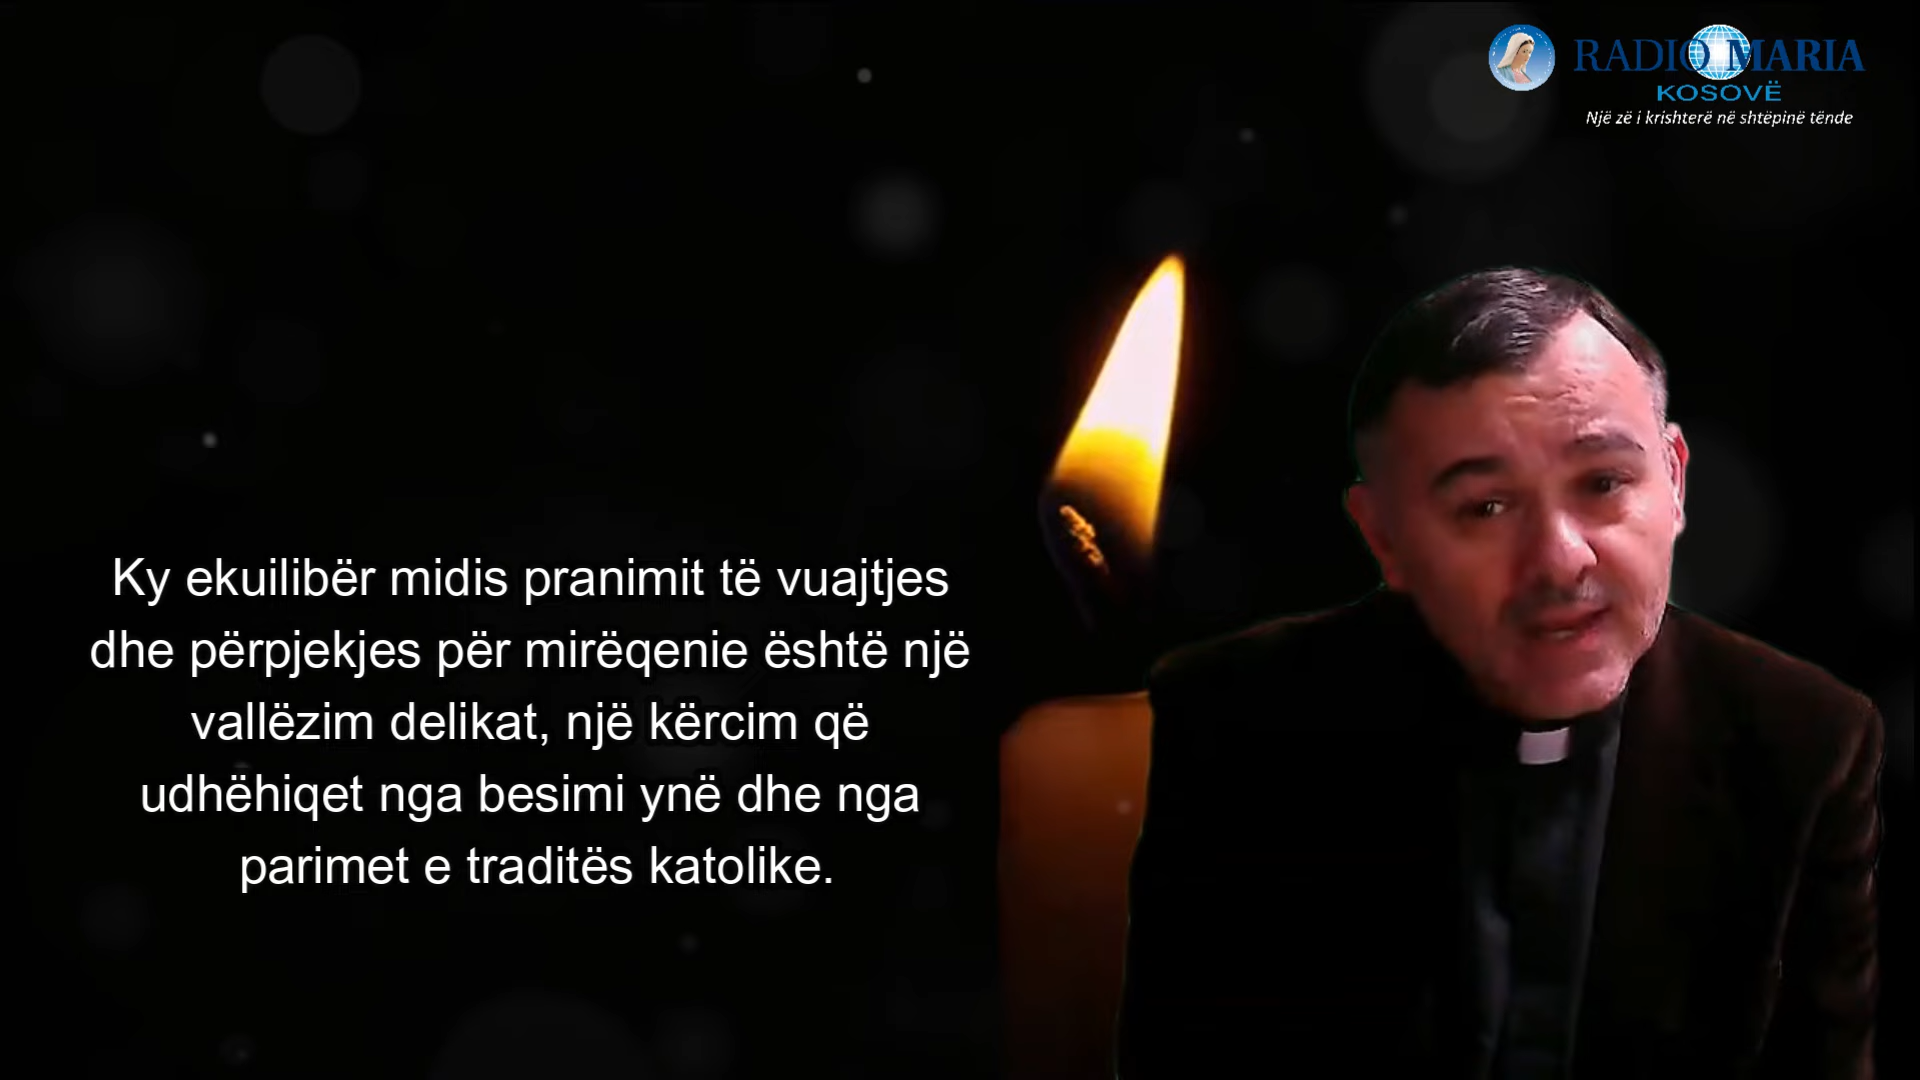 RADIO MARIA
KOSOVË
Një zë i krishterë në shtëpinë tënde
Ky ekuilibër midis pranimit të vuajtjes
dhe përpjekjes për mirëqenie është një
vallëzim delikat, një kërcim që
udhëhiqet nga besimi ynë dhe nga
parimet e traditës katolike.